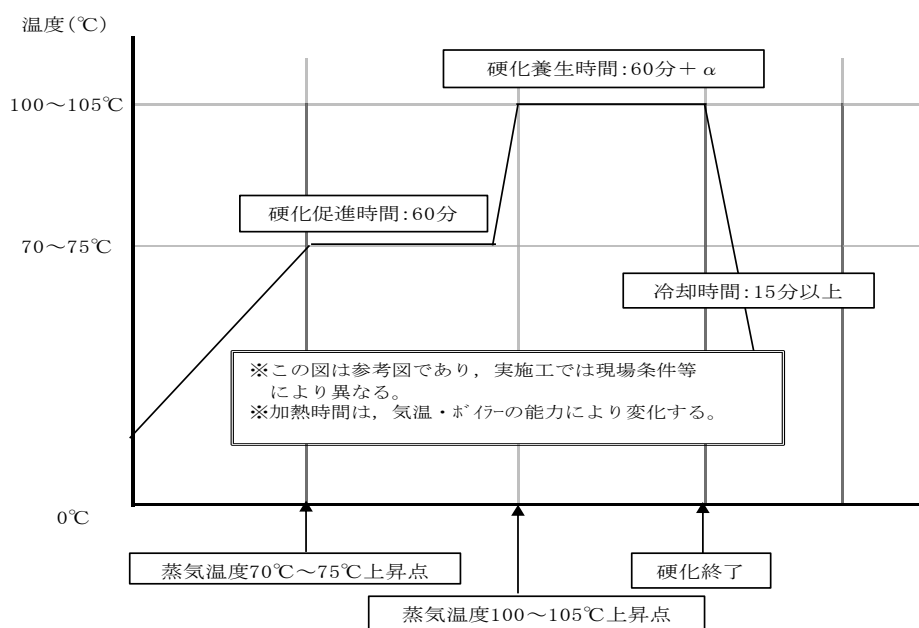 温度(℃)
硬化養生時間:60分+α
100～105℃
硬化促進時間:60分
70～75℃
冷却時間:15分以上
※この図は参考図であり，実施工では現場条件等
により異なる。
※加熱時間は，気温・ﾎﾞｲﾗｰの能力により変化する。
0℃
蒸気温度70℃～75℃上昇点
硬化終了
蒸気温度100～105℃上昇点